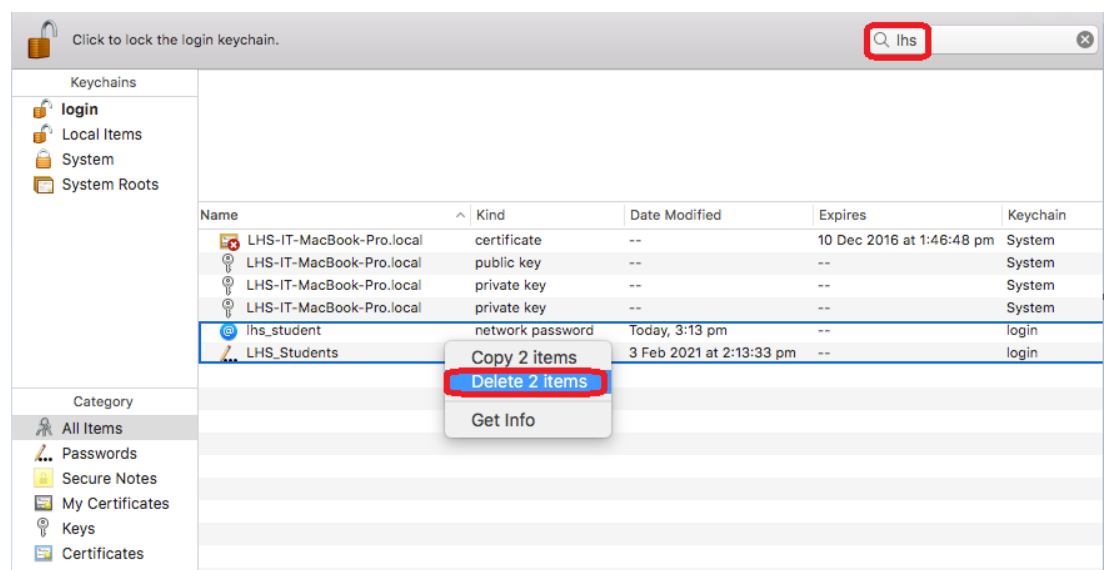 Click to lock the login keychain.
lhs
Keychains
login
Local Items
System
System Roots
Name Kind Date Modified Expires Keychain
LHS-IT-MacBook-Pro.local certificate -- 10 Dec 2016 at 1:46:48 pm System
LHS-IT-MacBook-Pro.local public key -- -- System
LHS-IT-MacBook-Pro.local private key -- -- System
LHS-IT-MacBook-Pro.local private key -- -- System
lhs_student network password Today, 3:13 pm -- login
LHS_Students 3 Feb 2021 at 2:13:33 pm -- login
Copy 2 items
Delete 2 items
Get Info
Category
All Items
Passwords
Secure Notes
My Certificates
Keys
Certificates